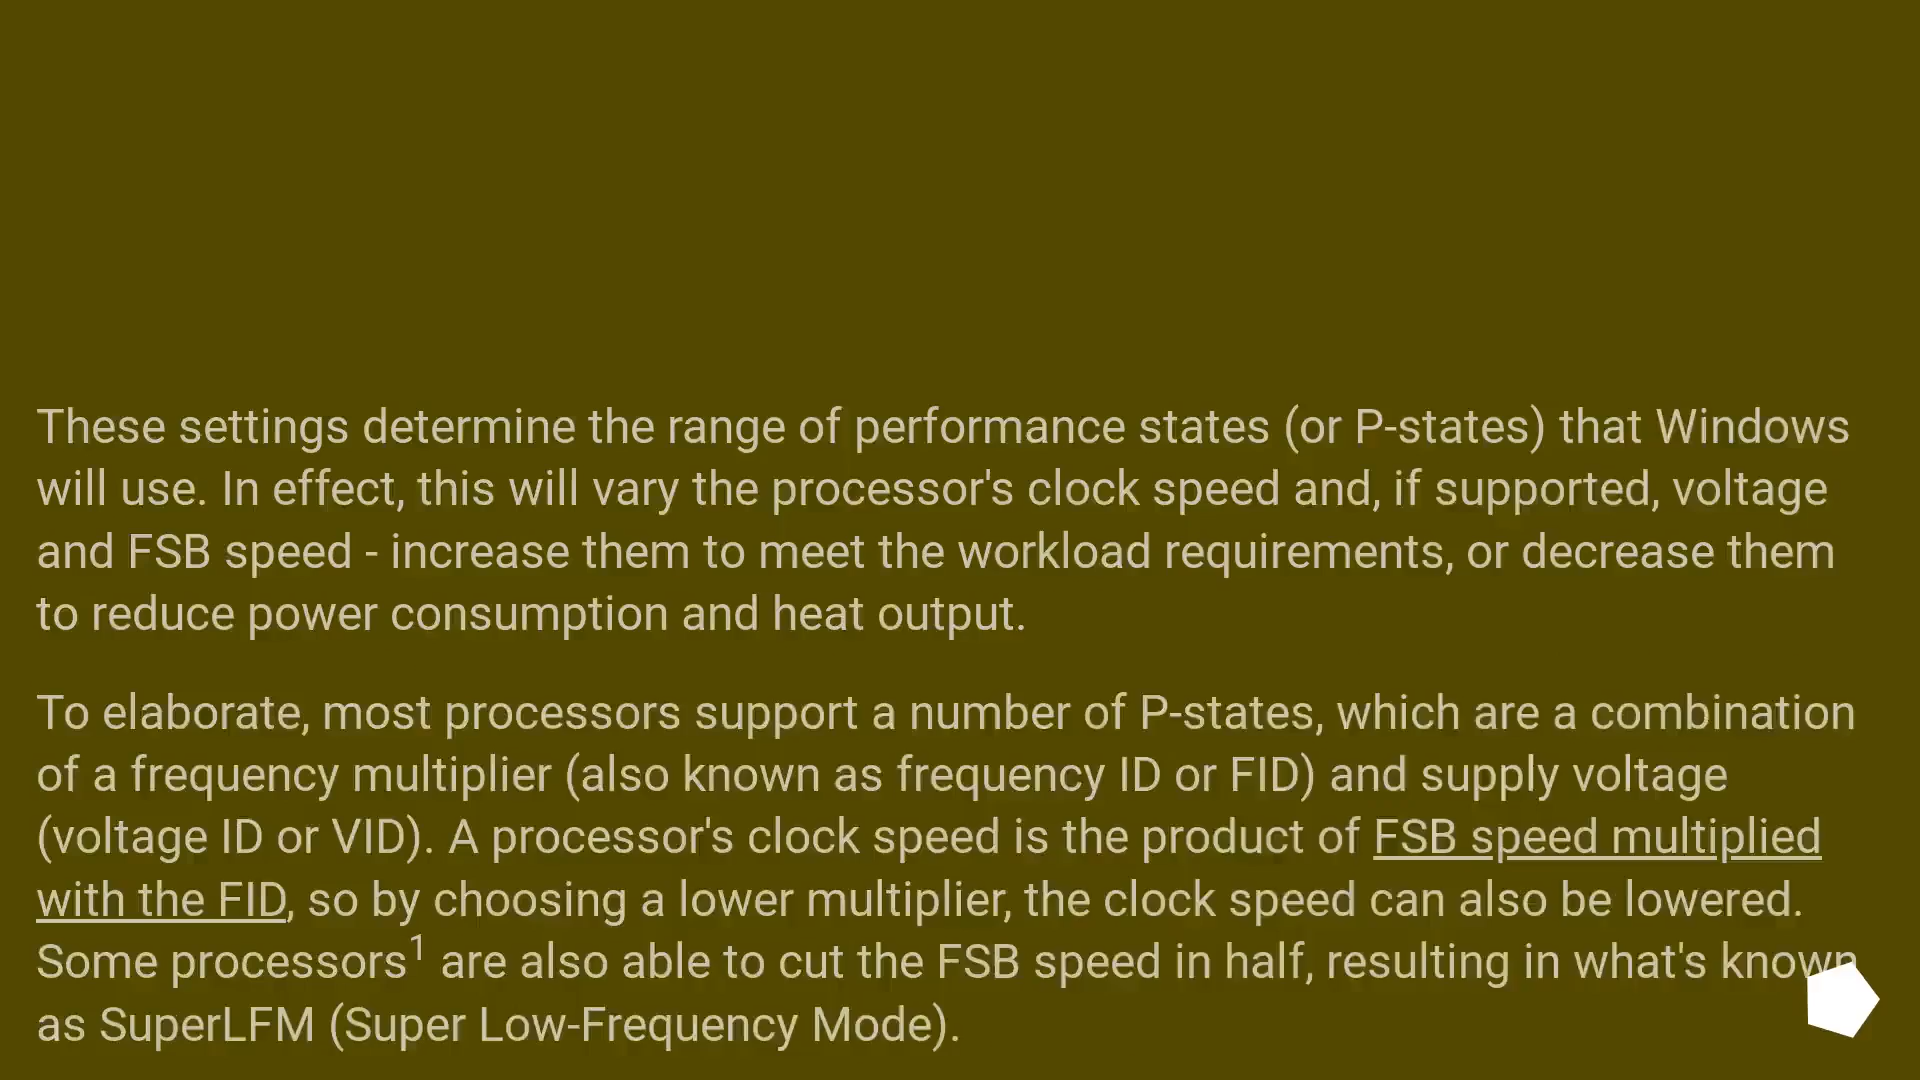 These settings determine the range of performance states (or P-states) that Windows
will use. In effect, this will vary the processor's clock speed and, if supported, voltage
and FSB speed - increase them to meet the workload requirements, or decrease them
to reduce power consumption and heat output.
To elaborate, most processors support a number of P-states, which are a combination
of a frequency multiplier (also known as frequency ID or FID) and supply voltage
(voltage ID or VID). A processor's clock speed is the product of FSB speed multiplied
with the FID, so by choosing a lower multiplier, the clock speed can also be lowered.
Some processors¹ are also able to cut the FSB speed in half, resulting in what's known
as SuperLFM (Super Low-Frequency Mode).